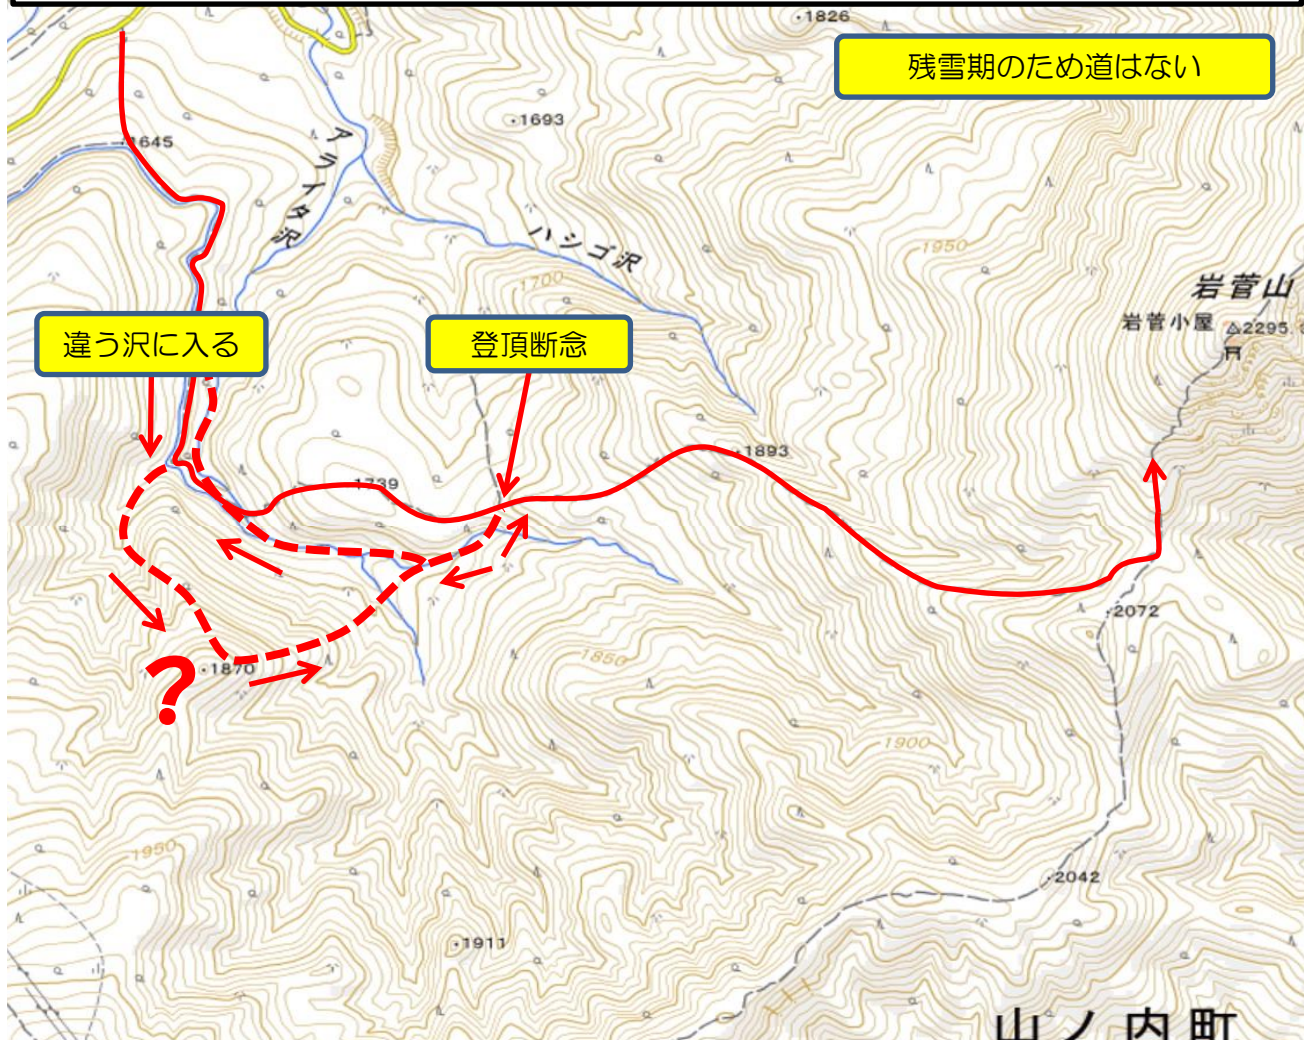 ・1826
残雪期のため道はない
・1693
・1645
アライタ沢
ハシゴ沢
1950
1700
岩菅山
岩菅小屋
△2295.
違う沢に入る
登頂断念
・1893
・1739
・2072
1850
・1870
?
1900
1950
・2042
・1911
山ノ内町